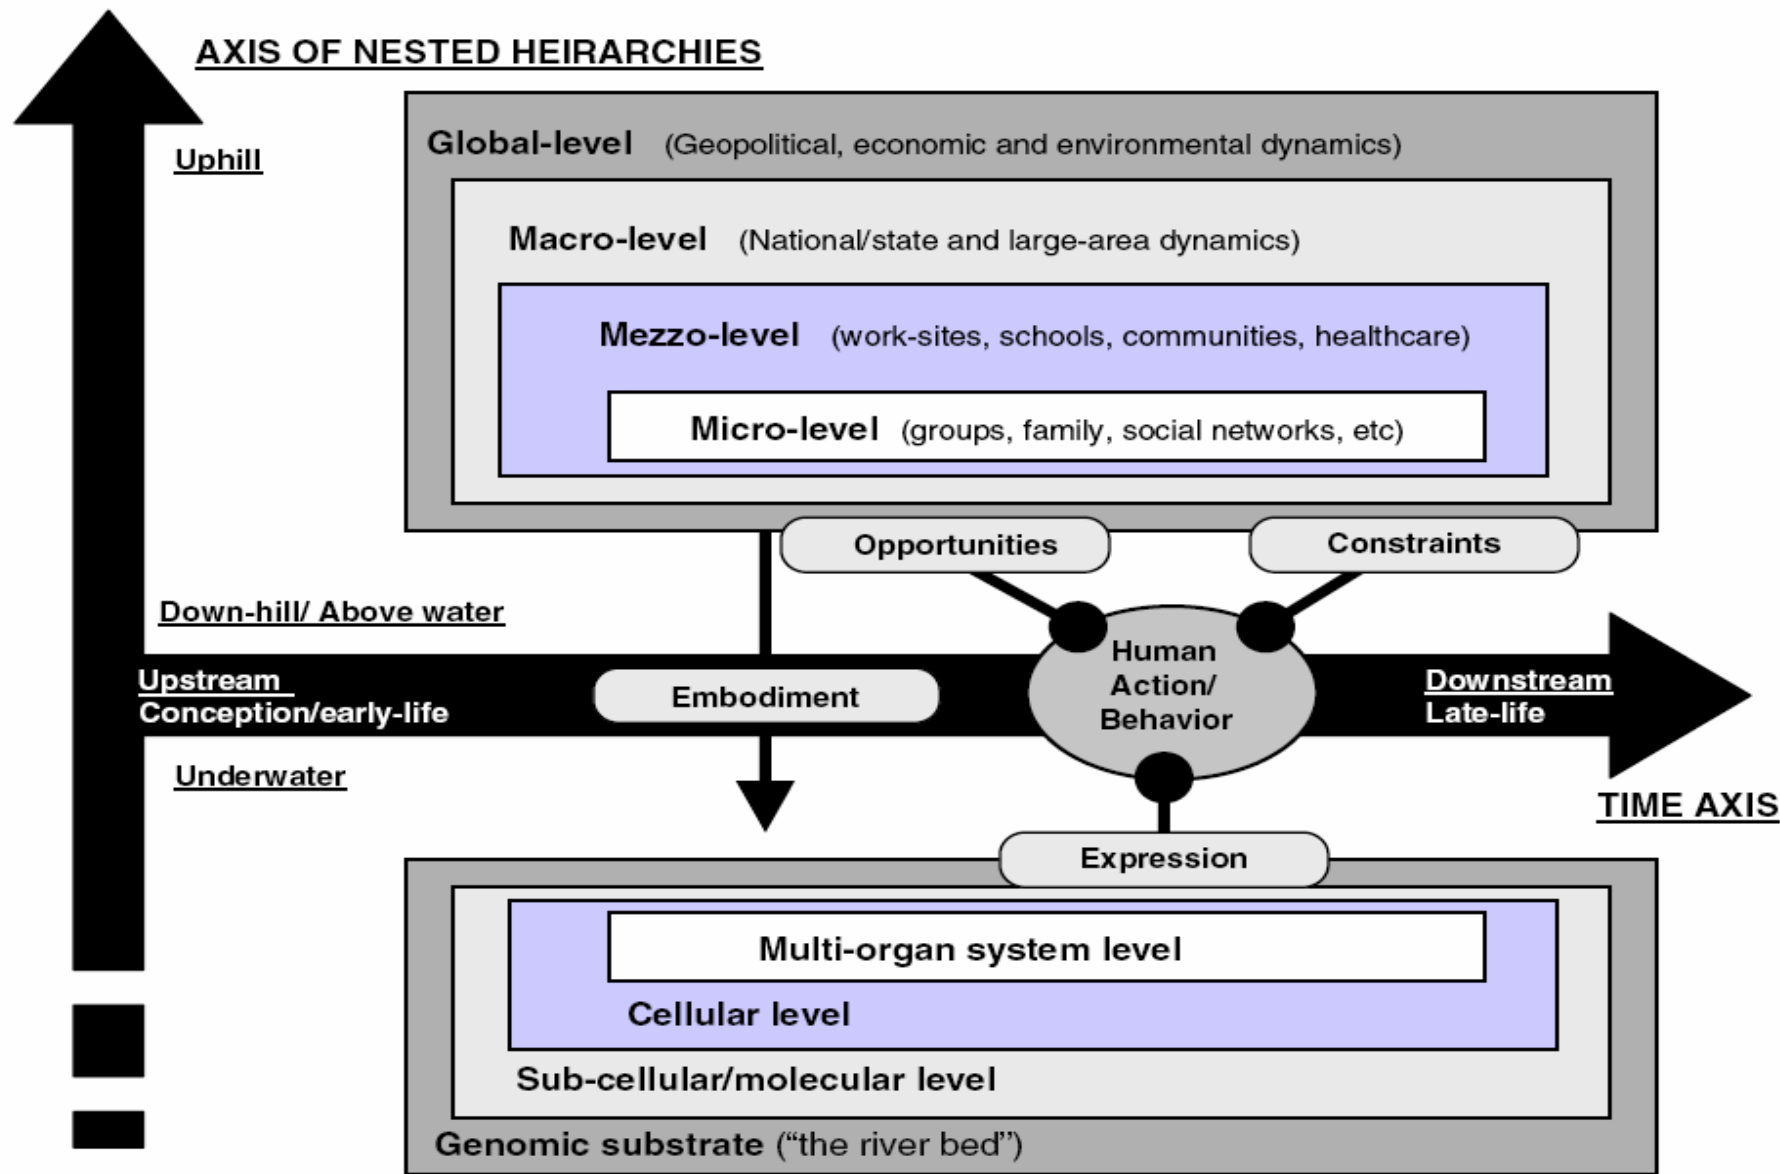 AXIS OF NESTED HEIRARCHIES
Uphill
Global-level (Geopolitical, economic and environmental dynamics)
Macro-level (National/state and large-area dynamics)
Mezzo-level (work-sites, schools, communities, healthcare)
Micro-level (groups, family, social networks, etc)
Opportunities
Constraints
Down-hill/ Above water
Upstream
Conception/early-life
Embodiment
Human
Action/
Behavior
Downstream
Late-life
Underwater
TIME AXIS
Expression
Multi-organ system level
Cellular level
Sub-cellular/molecular level
Genomic substrate (“the river bed”)